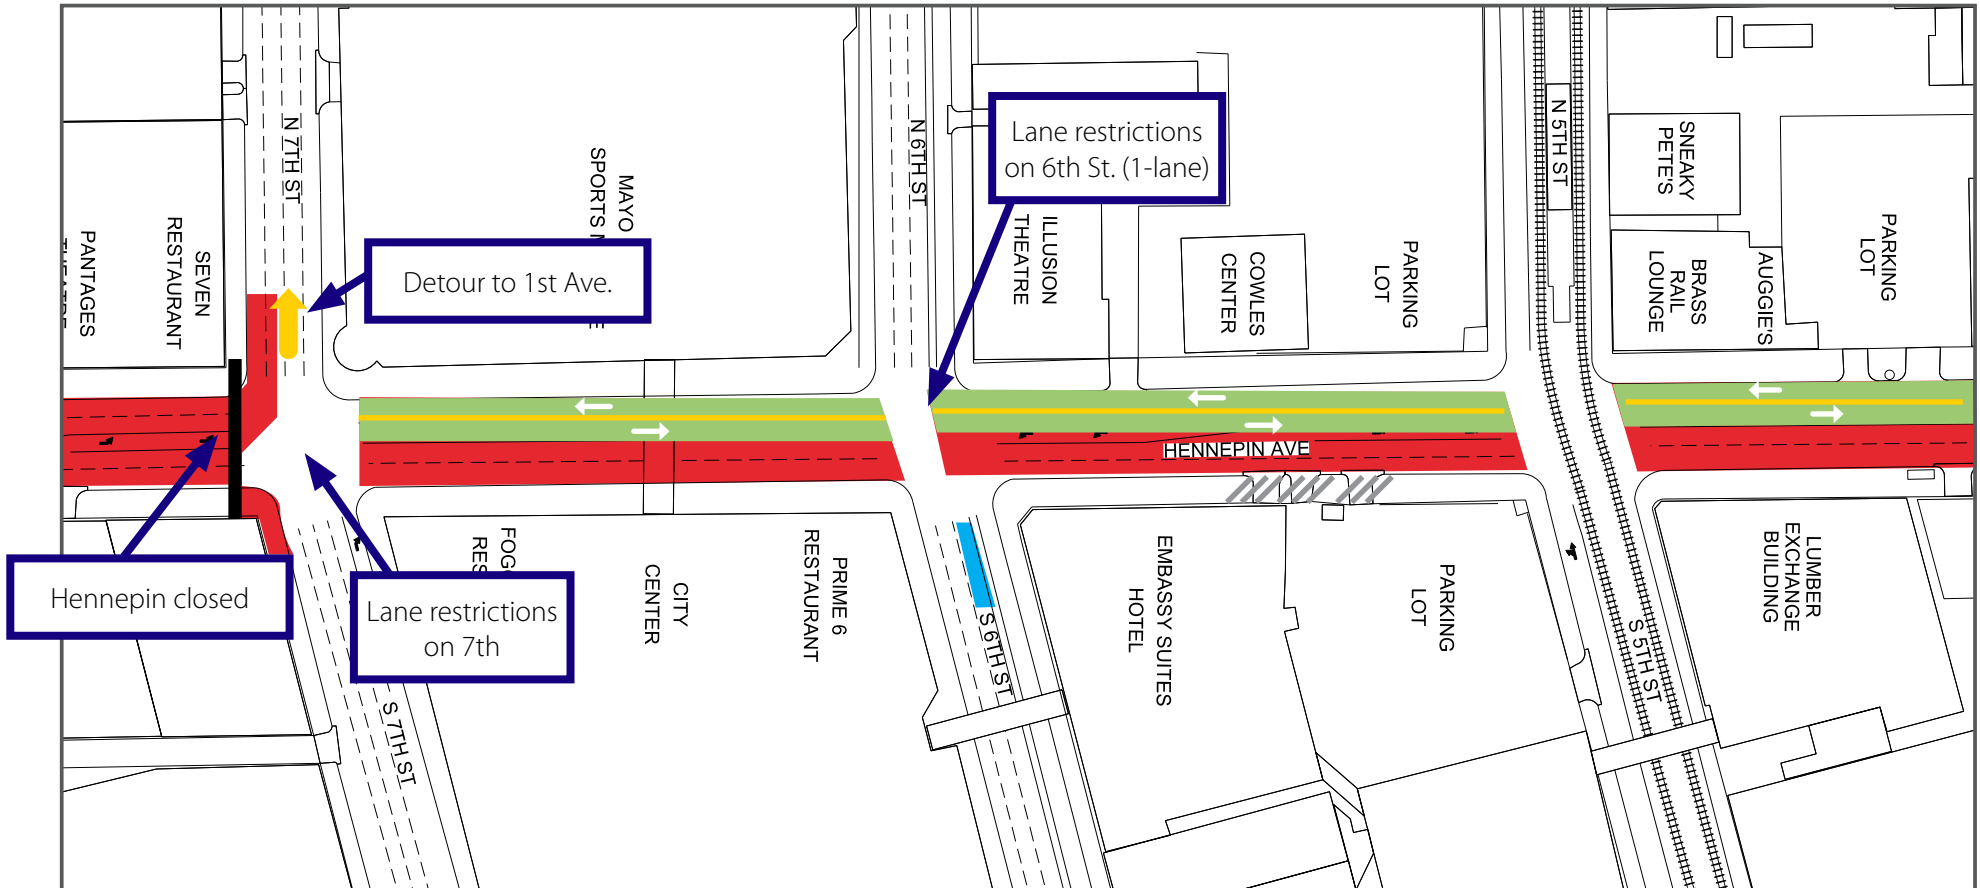 Lane restrictions
on 6th St. (1-lane)
Detour to 1st Ave.
Hennepin closed
Lane restrictions
on 7th
N 7TH ST
N 6TH ST
N 5TH ST
PANTAGES
SEVEN
RESTAURANT
MAYO
SPORTS
ILLUSION
THEATRE
COWLES
CENTER
PARKING
LOT
SNEAKY
PETE'S
BRASS
RAIL
LOUNGE
AUGGIE'S
PARKING
LOT
HENNEPIN AVE
CITY
CENTER
PRIME 6
RESTAURANT
EMBASSY SUITES
HOTEL
PARKING
LOT
LUMBER
EXCHANGE
BUILDING
S 7TH ST
S 6TH ST
S 5TH ST